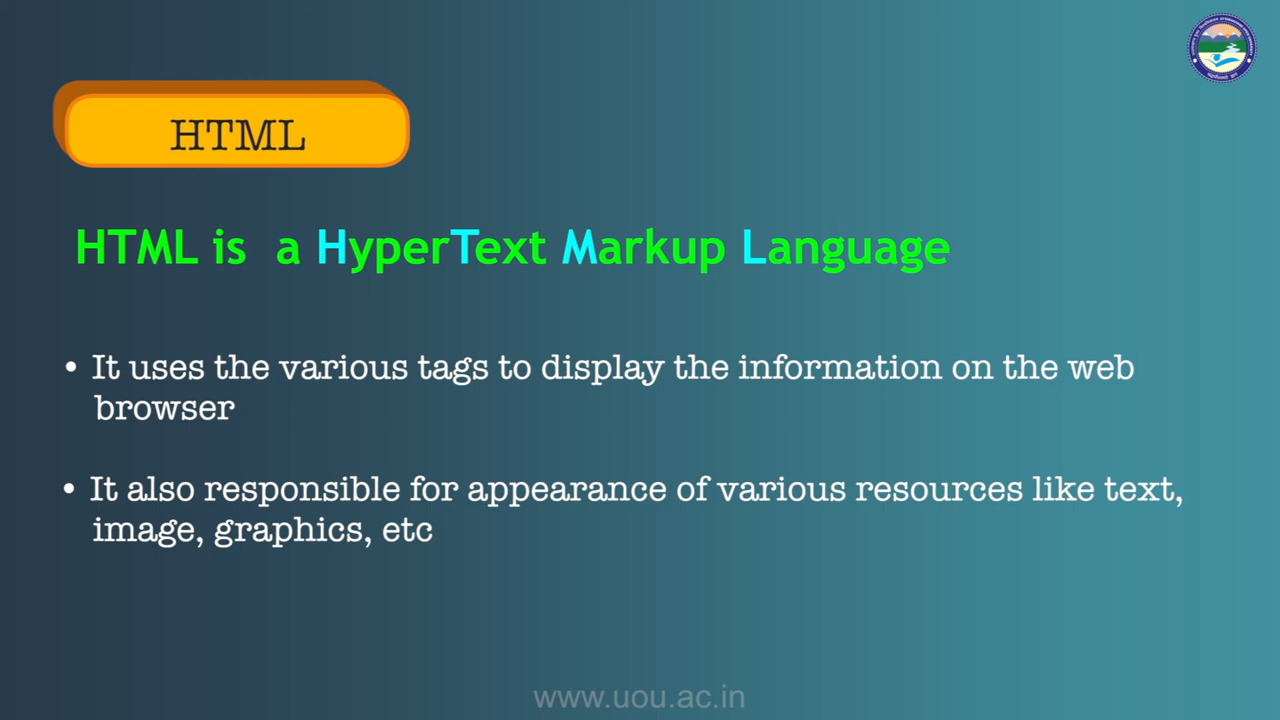 HTML
HTML is a HyperText Markup Language
• It uses the various tags to display the information on the web
browser
• It also responsible for appearance of various resources like text,
image, graphics, etc
www.uou.ac.in